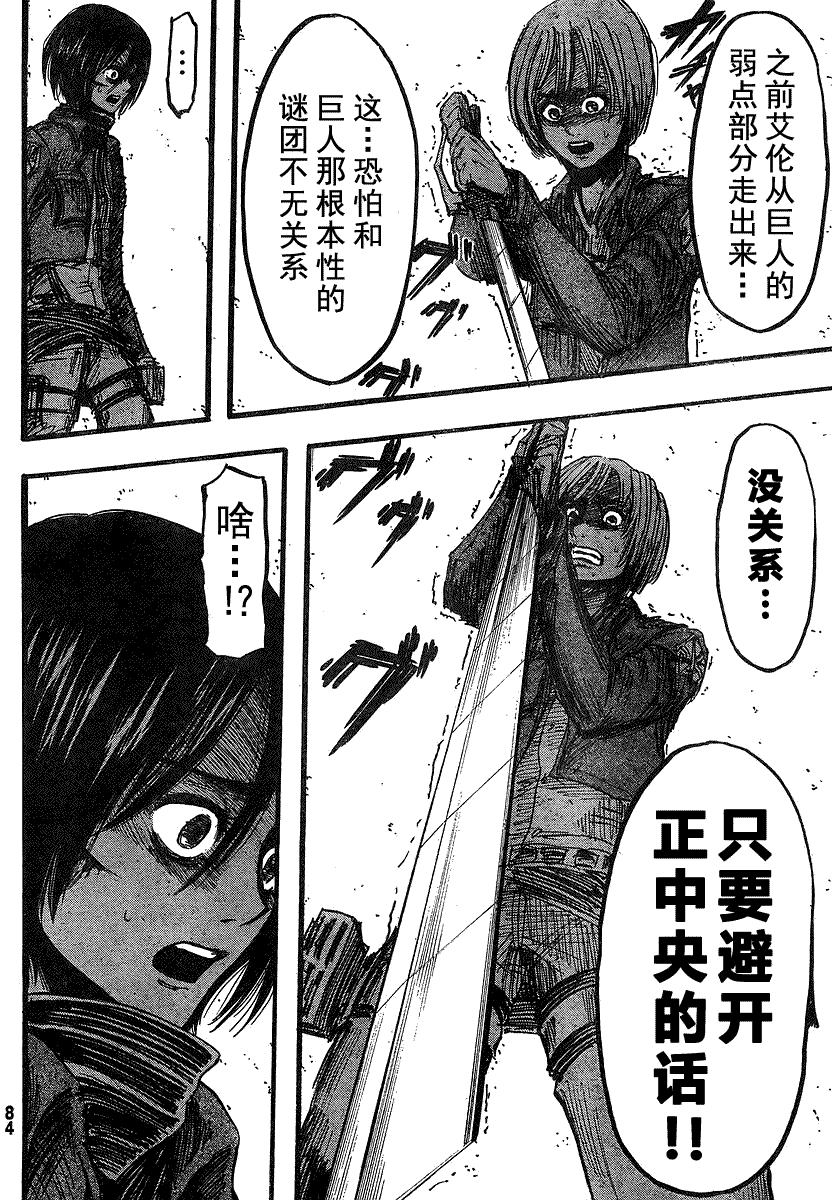 之前艾伦从巨人的
弱点部分走出来…
这…恐怕和
巨人那根本性的
谜团不无关系
…
没关系…
只要避开
正中央的话!!
啥…!?
84